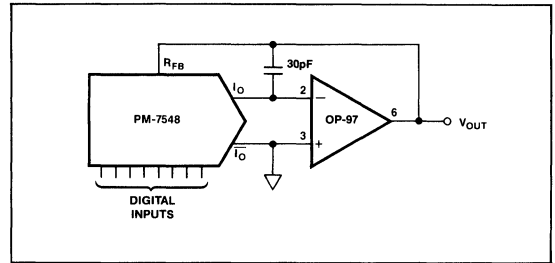 R_FB
30pF
I_O
2
−
PM-7548
OP-97
6
V_OUT
3
+
I̅_O̅
DIGITAL
INPUTS